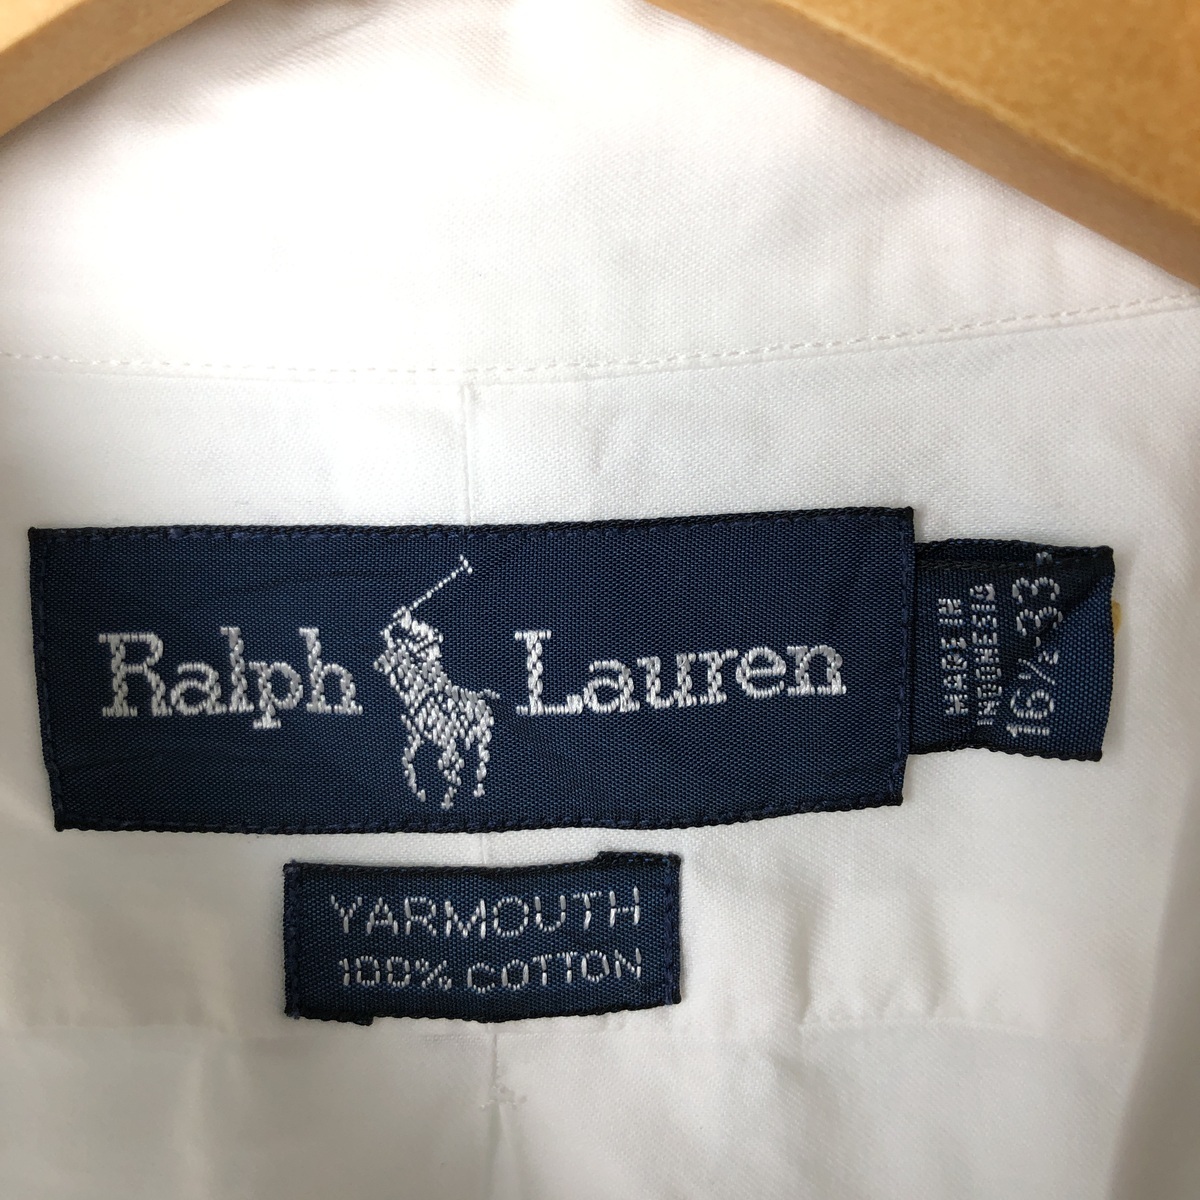 Ralph Lauren
MADE IN
INDONESIA
16½-33
YARMOUTH
100% COTTON